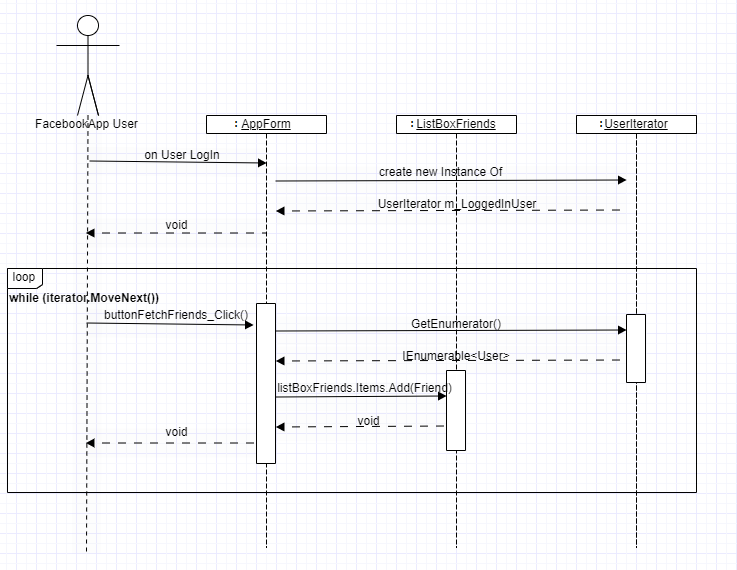 FacebookApp User
: AppForm
: ListBoxFriends
:UserIterator
on User LogIn
create new Instance Of
UserIterator m_LoggedInUser
void
loop
while (iterator.MoveNext())
buttonFetchFriends_Click()
GetEnumerator()
IEnumerable<User>
listBoxFriends.Items.Add(Friend)
void
void